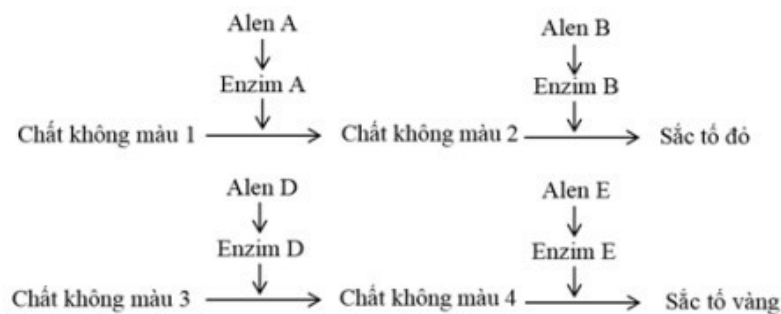 Alen A
Alen B
Enzim A
Enzim B
Chất không màu 1
Chất không màu 2
Sắc tố đỏ
Alen D
Alen E
Enzim D
Enzim E
Chất không màu 3
Chất không màu 4
Sắc tố vàng